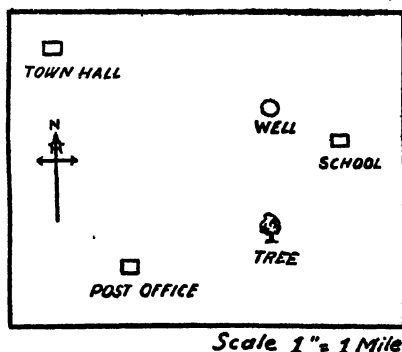 TOWN HALL
WELL
N
SCHOOL
TREE
POST OFFICE
Scale 1"= 1 Mile